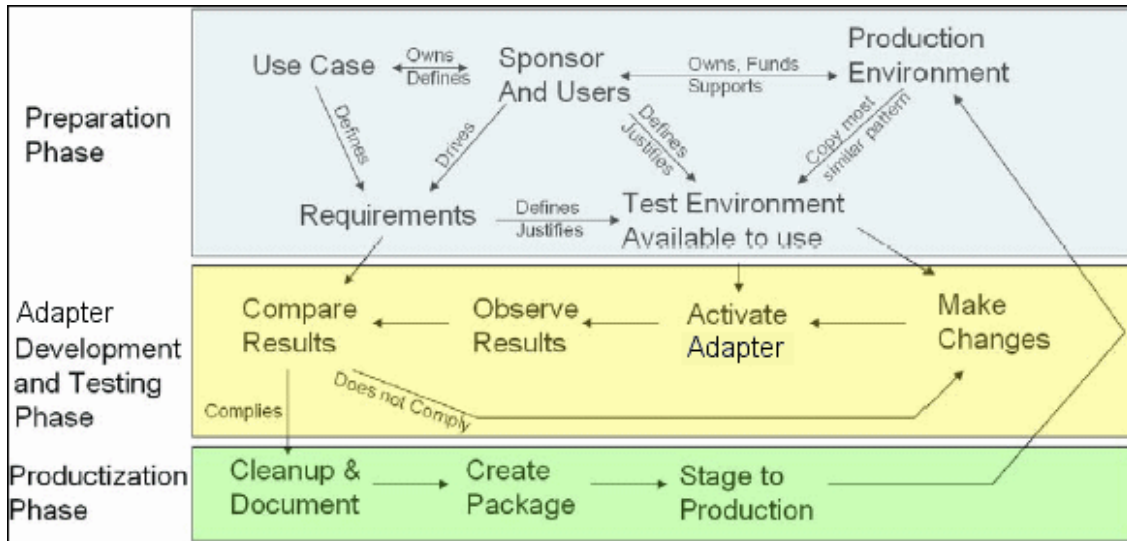 Preparation
Phase
Use Case
Owns
Defines
Sponsor
And Users
Owns, Funds
Supports
Production
Environment
Defines
Drives
Defines
Justifies
Copy most
similar pattern
Requirements
Defines
Justifies
Test Environment
Available to use
Adapter
Development
and Testing
Phase
Compare
Results
Observe
Results
Activate
Adapter
Make
Changes
Complies
Does not Comply
Productization
Phase
Cleanup &
Document
Create
Package
Stage to
Production